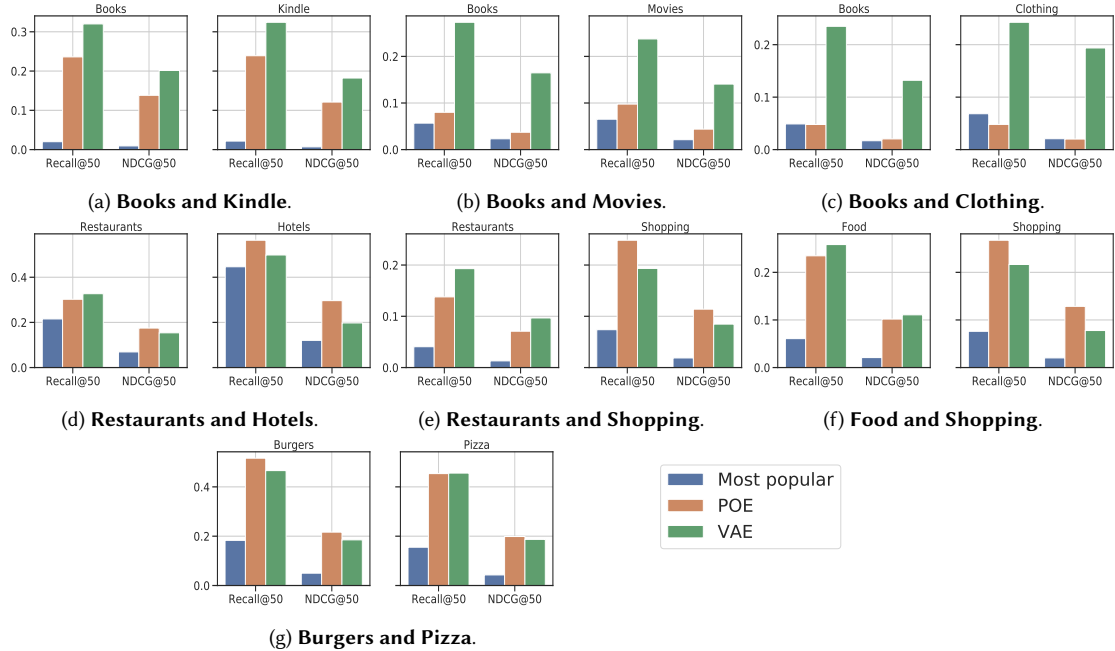 Books Kindle Books Movies Books Clothing
0.3
0.2
0.1
0.0
0.2
0.1
0.0
0.2
0.1
0.0
Recall@50 NDCG@50 Recall@50 NDCG@50 Recall@50 NDCG@50 Recall@50 NDCG@50 Recall@50 NDCG@50 Recall@50 NDCG@50
(a) Books and Kindle. (b) Books and Movies. (c) Books and Clothing.
Restaurants Hotels Restaurants Shopping Food Shopping
0.4
0.2
0.0
0.2
0.1
0.0
0.2
0.1
0.0
Recall@50 NDCG@50 Recall@50 NDCG@50 Recall@50 NDCG@50 Recall@50 NDCG@50 Recall@50 NDCG@50 Recall@50 NDCG@50
(d) Restaurants and Hotels. (e) Restaurants and Shopping. (f) Food and Shopping.
Burgers Pizza
0.4
0.2
0.0
Recall@50 NDCG@50 Recall@50 NDCG@50
Most popular
POE
VAE
(g) Burgers and Pizza.